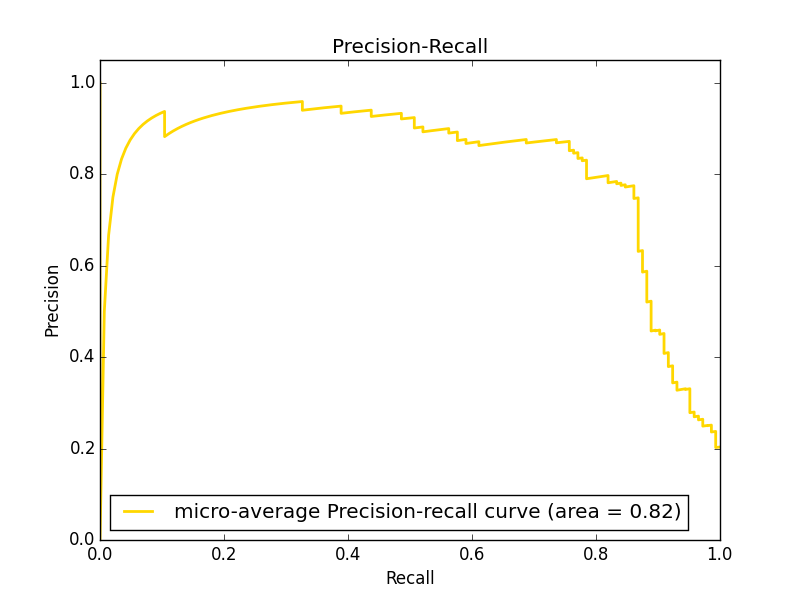 Precision-Recall
1.0
0.8
0.6
0.4
0.2
0.0
Precision
micro-average Precision-recall curve (area = 0.82)
0.0 0.2 0.4 0.6 0.8 1.0
Recall